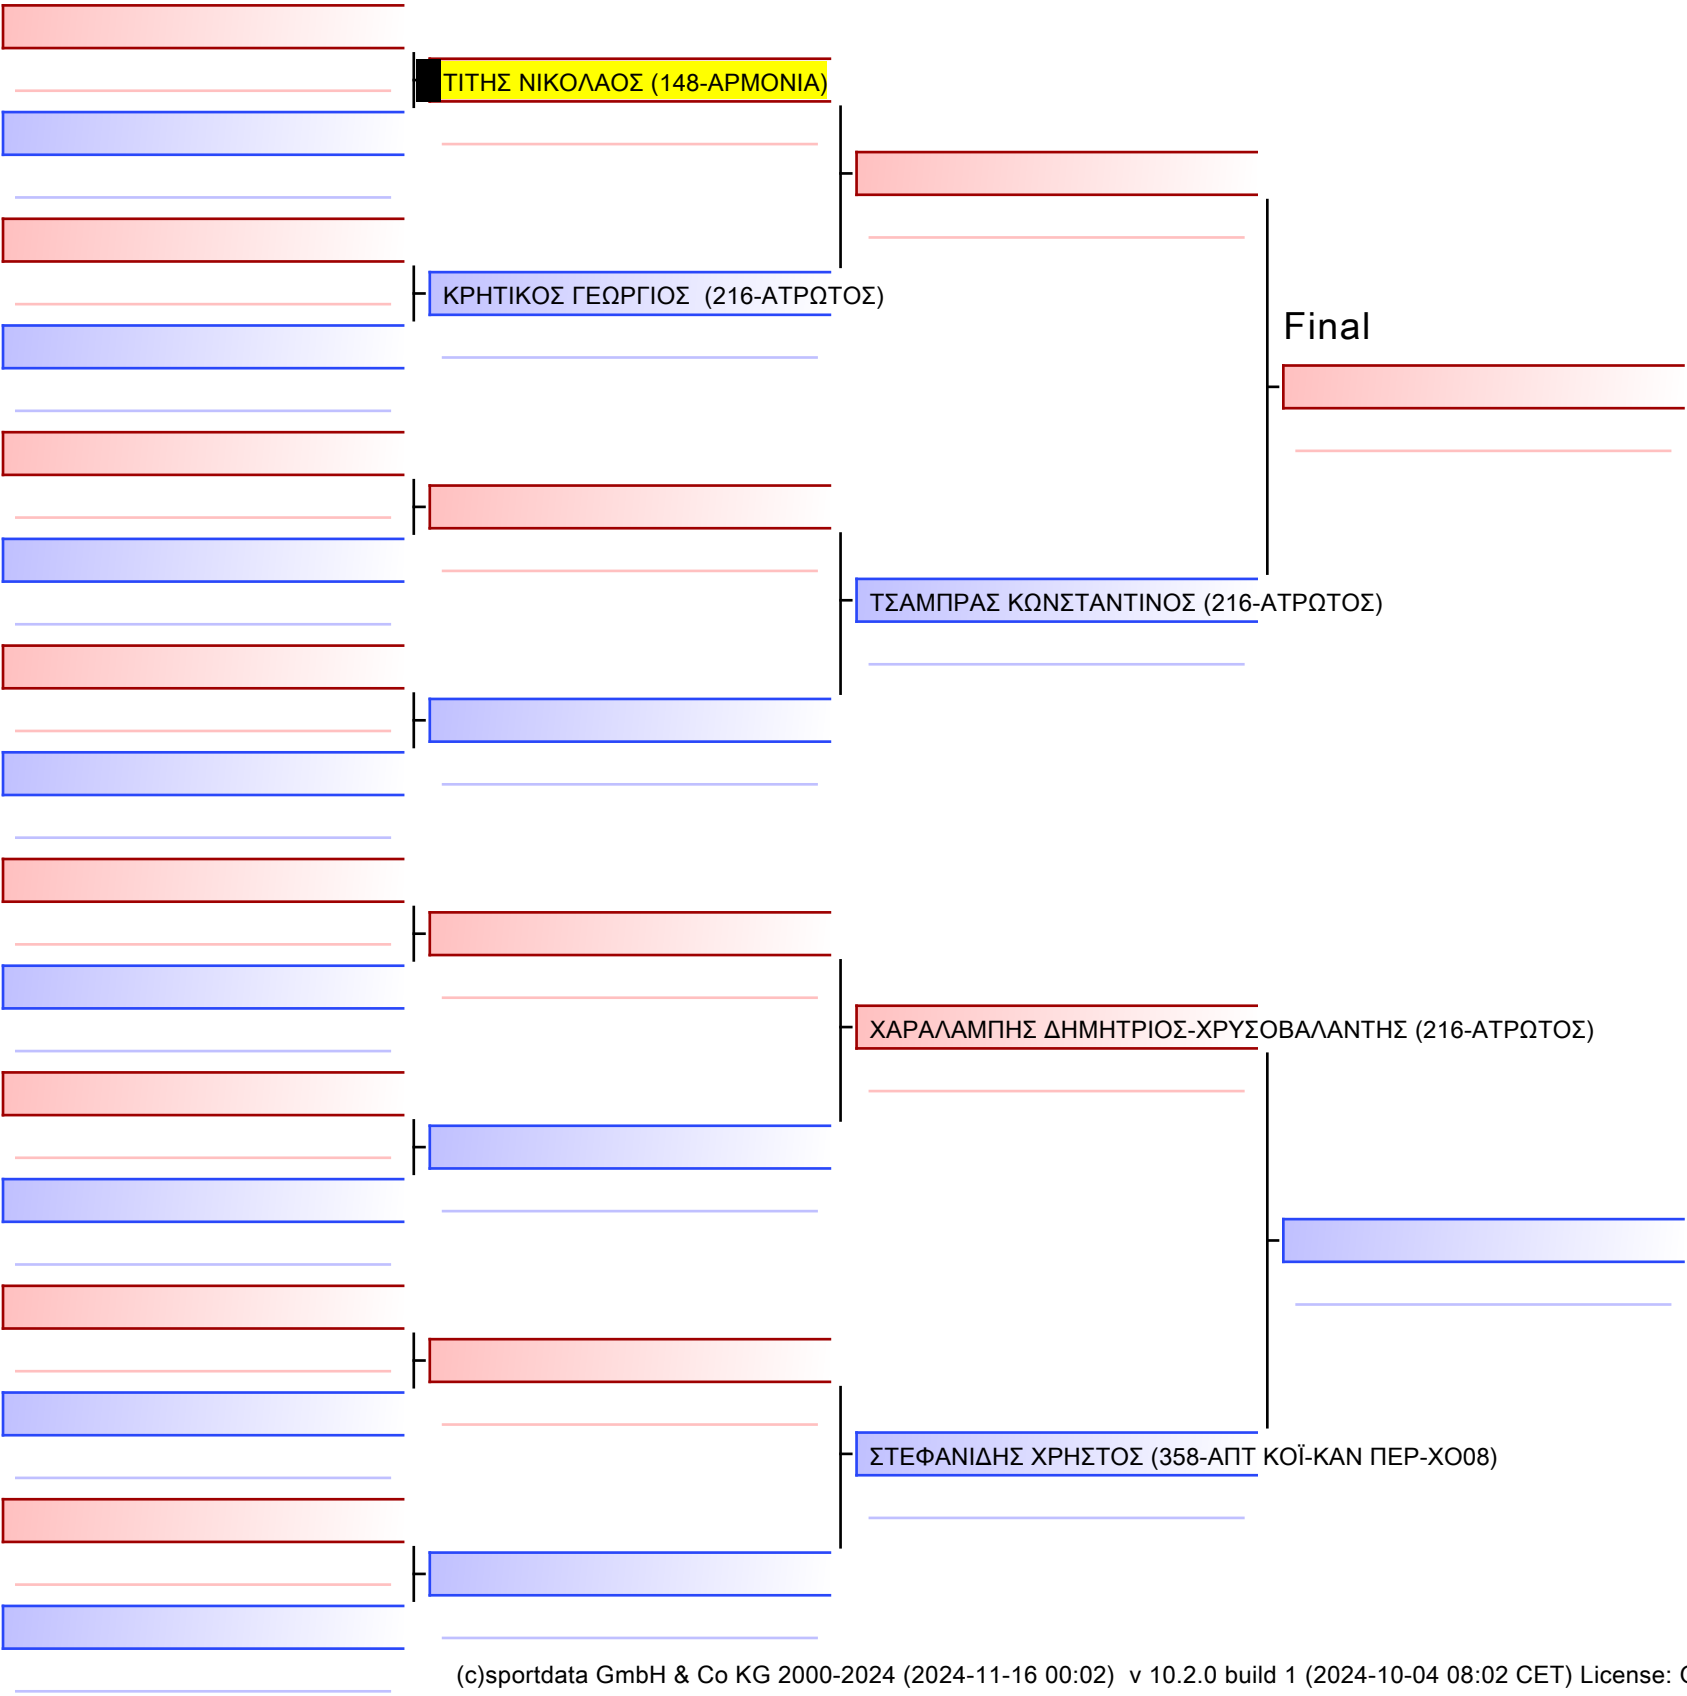 ΤΙΤΗΣ ΝΙΚΟΛΑΟΣ (148-ΑΡΜΟΝΙΑ)
ΚΡΗΤΙΚΟΣ ΓΕΩΡΓΙΟΣ (216-ΑΤΡΩΤΟΣ)
Final
ΤΣΑΜΠΡΑΣ ΚΩΝΣΤΑΝΤΙΝΟΣ (216-ΑΤΡΩΤΟΣ)
ΧΑΡΑΛΑΜΠΗΣ ΔΗΜΗΤΡΙΟΣ-ΧΡΥΣΟΒΑΛΑΝΤΗΣ (216-ΑΤΡΩΤΟΣ)
ΣΤΕΦΑΝΙΔΗΣ ΧΡΗΣΤΟΣ (358-ΑΠΤ ΚΟΪ-ΚΑΝ ΠΕΡ-ΧΟ08)
(c)sportdata GmbH & Co KG 2000-2024 (2024-11-16 00:02) v 10.2.0 build 1 (2024-10-04 08:02 CET) License: